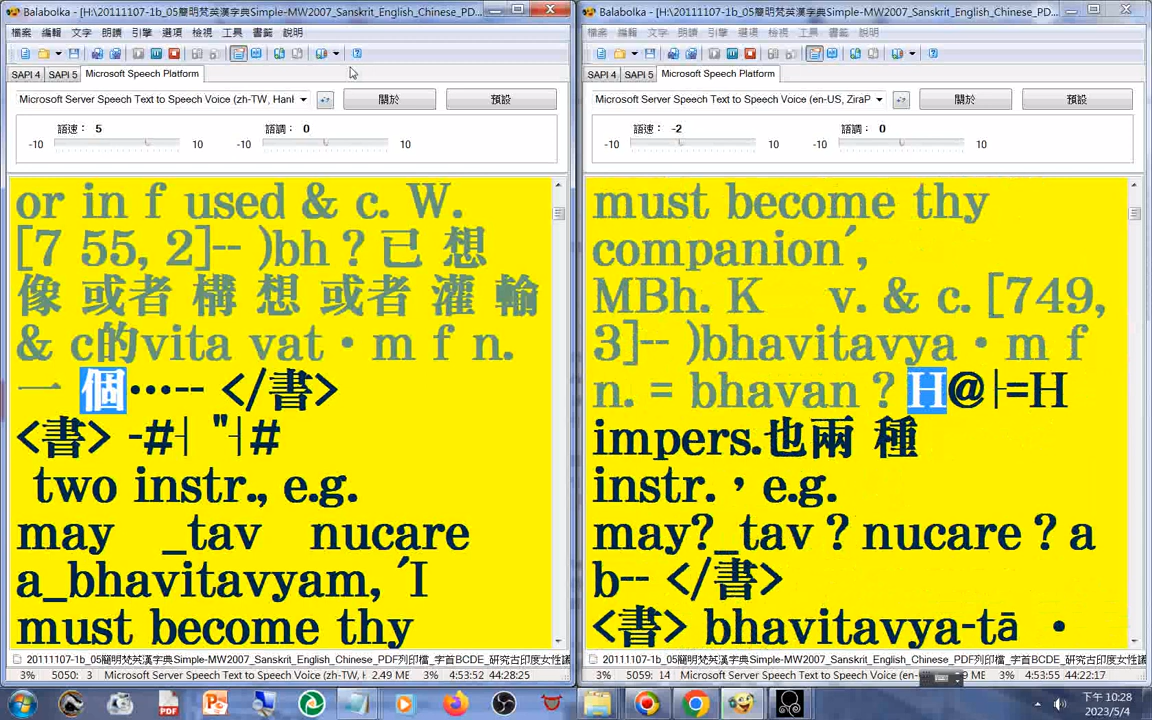 Balabolka - [H:\20111107-1b_05簡明梵英漢字典Simple-MW2007_Sanskrit_English_Chinese_PD...
檔案 編輯 文字 朗讀 引擎 選項 檢視 工具 書籤 說明
SAPI 4 SAPI 5 Microsoft Speech Platform
Microsoft Server Speech Text to Speech Voice (zh-TW, Hanl
關於 預設
語速: 5 語調: 0
-10 10 -10 10
or in f used & c. W.
[7 55, 2]-- )bh ? 已 想
像 或者 構 想 或者 灌 輸
& c的vita vat • m f n.
一 個…-- </書>
<書> -#┤ "┤#
two instr., e.g.
may _tav nucare
a_bhavitavyam, ´I
must become thy
20111107-1b_05簡明梵英漢字典Simple-MW2007_Sanskrit_English_Chinese_PDF列印檔_字首BCDE_研究古印度女性議
3% 5050: 3 Microsoft Server Speech Text to Speech Voice (zh-TW, H 2.49 ME 3% 4:53:52 44:28:25
Balabolka - [H:\20111107-1b_05簡明梵英漢字典Simple-MW2007_Sanskrit_English_Chinese_PD...
檔案 編輯 文字 朗讀 引擎 選項 檢視 工具 書籤 說明
SAPI 4 SAPI 5 Microsoft Speech Platform
Microsoft Server Speech Text to Speech Voice (en-US, ZiraP
關於 預設
語速: -2 語調: 0
-10 10 -10 10
must become thy
companion´,
MBh. K v. & c. [749,
3]-- )bhavitavya • m f
n. = bhavan ? H@├=H
impers.也兩 種
instr. , e.g.
may?_tav ? nucare ? a
b-- </書>
<書> bhavitavya-tā •
20111107-1b_05簡明梵英漢字典Simple-MW2007_Sanskrit_English_Chinese_PDF列印檔_字首BCDE_研究古印度女性議
3% 5059: 14 Microsoft Server Speech Text to Speech Voice (en-US, 9 ME 3% 4:53:55 44:22:17
PDF
下午 10:28
2023/5/4